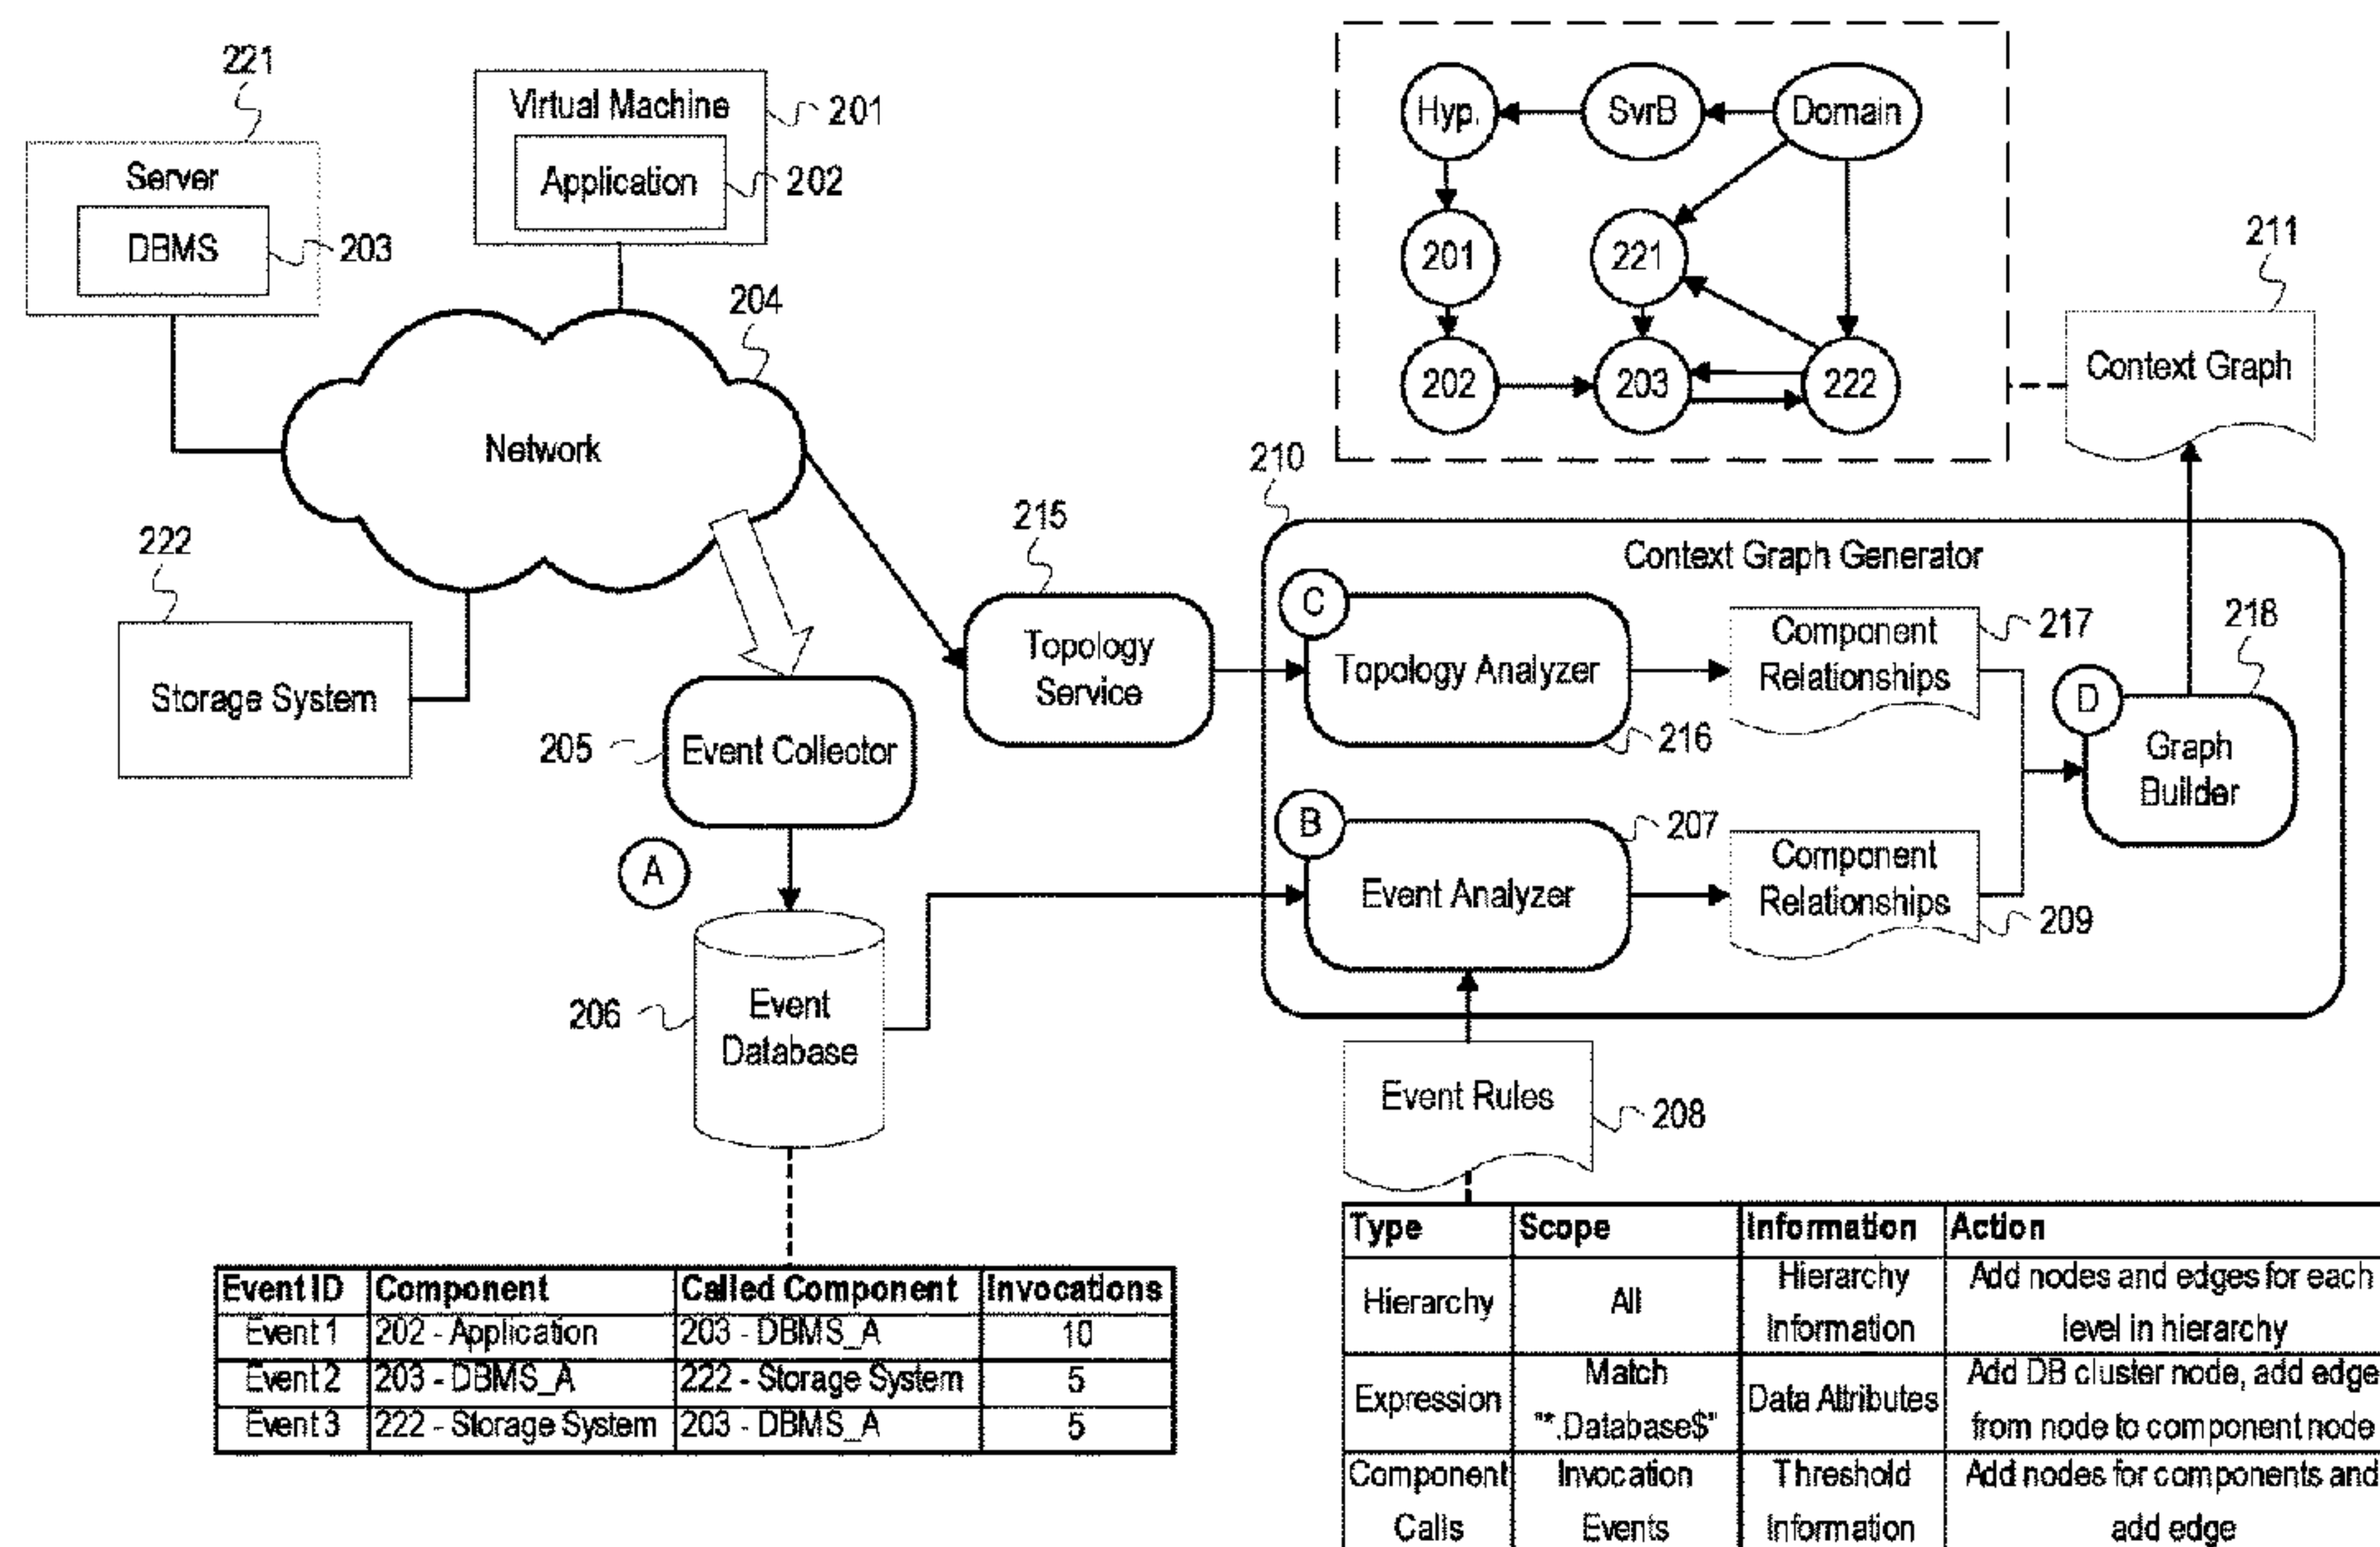 221
Server
DBMS
203
Virtual Machine
201
Application
202
204
Network
222
Storage System
205
Event Collector
A
206
Event
Database
215
Topology
Service
Hyp.
SvrB
Domain
201
221
202
203
222
211
Context Graph
210
Context Graph Generator
C
Topology Analyzer
216
Component
Relationships
217
218
D
Graph
Builder
B
Event Analyzer
207
Component
Relationships
209
Event Rules
208
Event ID Component Called Component Invocations
Event 1 202 - Application 203 - DBMS_A 10
Event 2 203 - DBMS_A 222 - Storage System 5
Event 3 222 - Storage System 203 - DBMS_A 5
Type Scope Information Action
Hierarchy All Hierarchy Information Add nodes and edges for each
level in hierarchy
Expression Match "*.Database$" Data Attributes Add DB cluster node, add edge
from node to component node
Component Calls Invocation Events Threshold Information Add nodes for components and
add edge